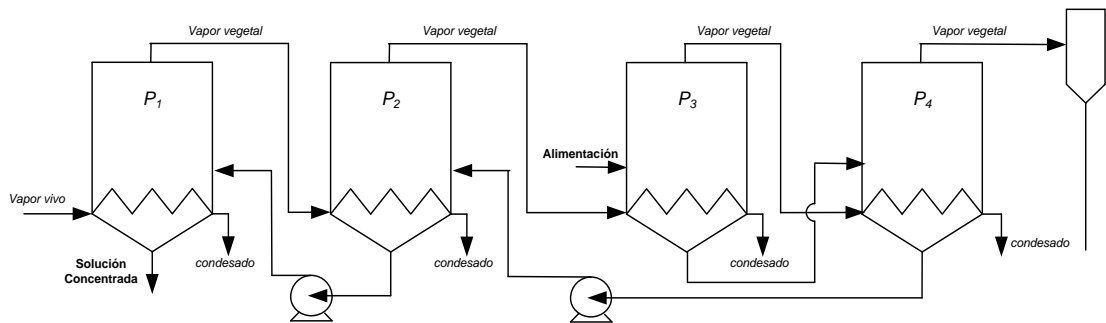 Vapor vegetal
Vapor vegetal
Vapor vegetal
Vapor vegetal
P1
P2
P3
P4
Alimentación
Vapor vivo
Solución
Concentrada
condesado
condesado
condesado
condesado